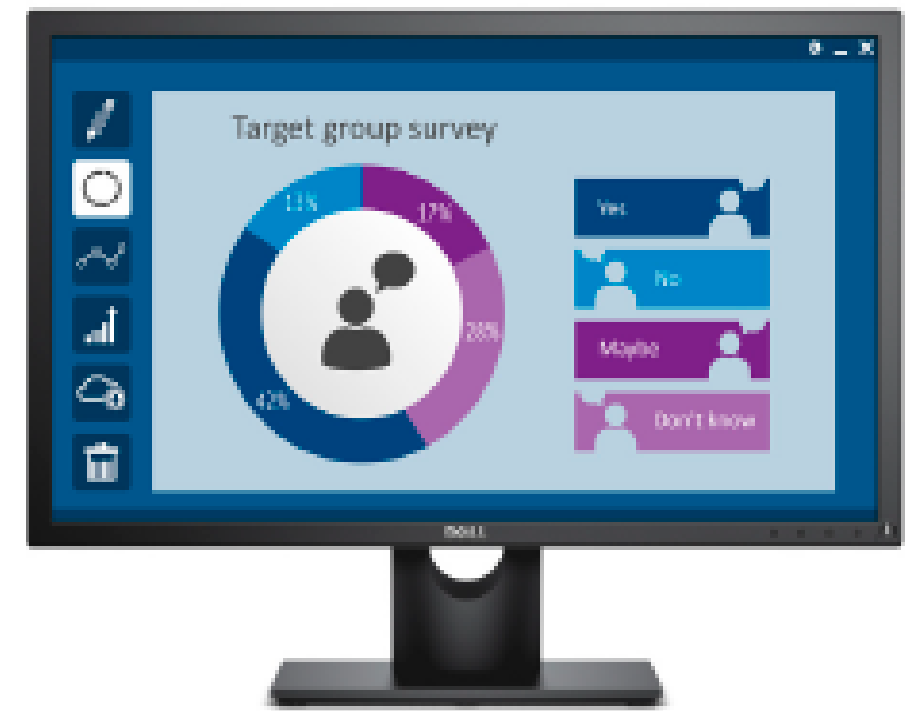 Target group survey
13%
17%
28%
42%
Yes
No
Maybe
Don't know
DELL